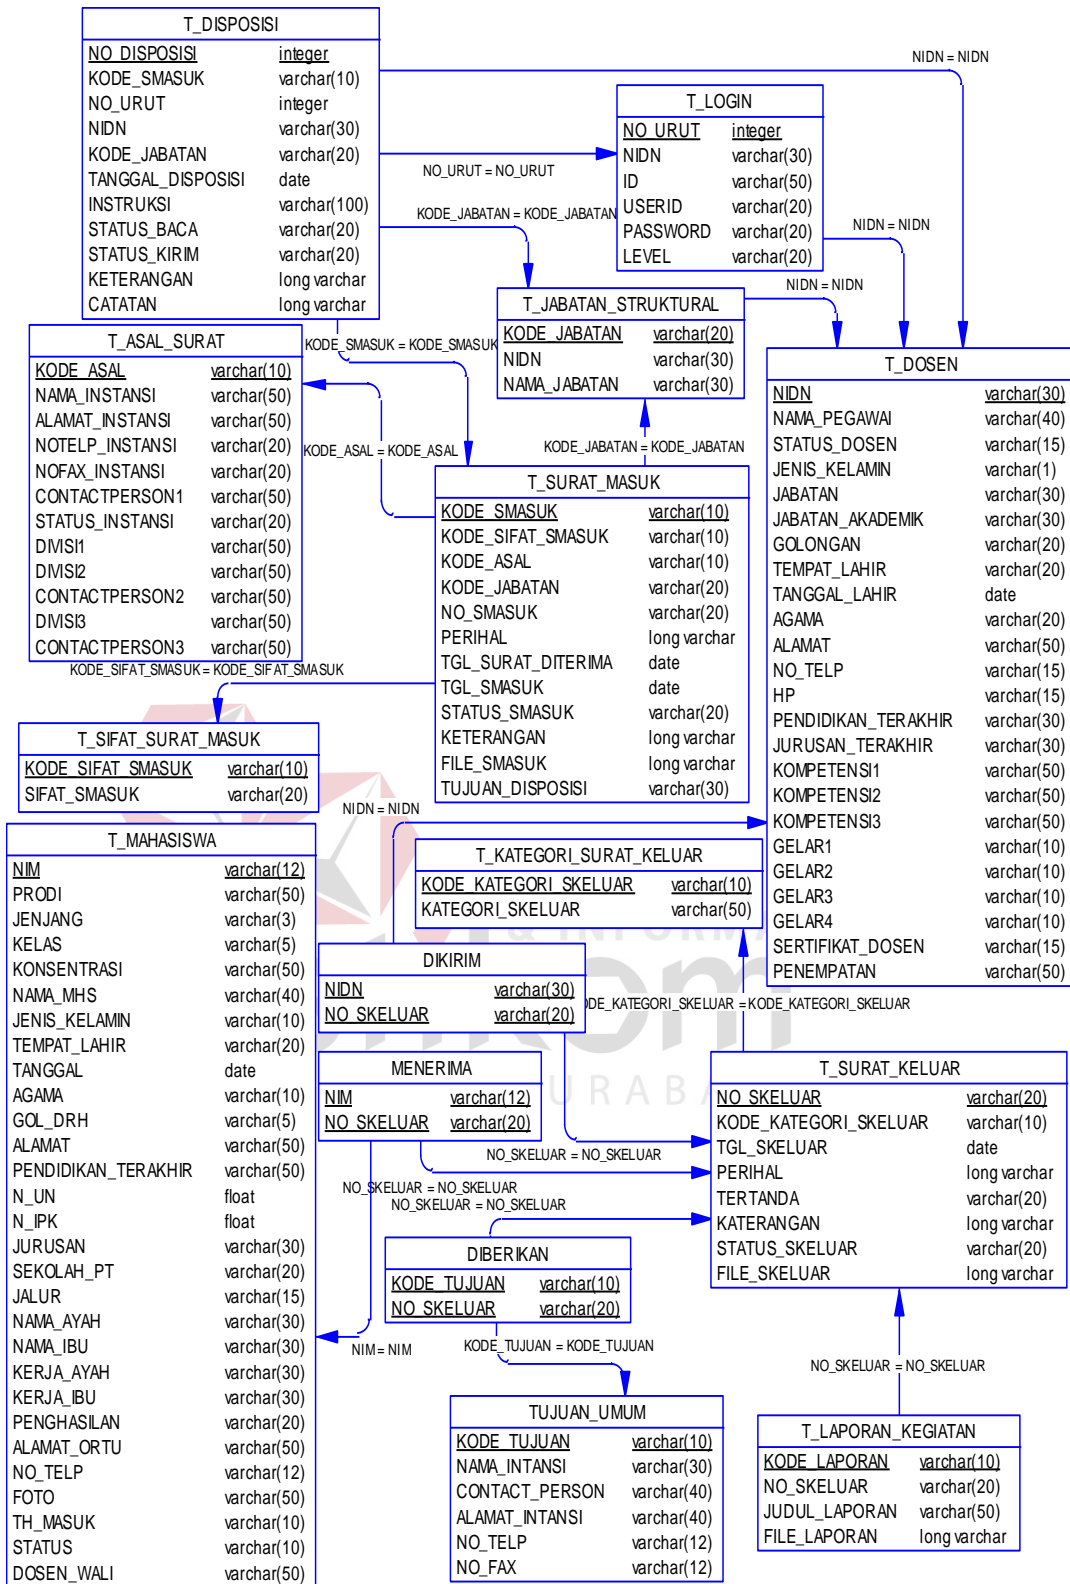 T_DISPOSISI
NO_DISPOSISI integer
KODE_SMASUK varchar(10)
NO_URUT integer
NIDN varchar(30)
KODE_JABATAN varchar(20)
TANGGAL_DISPOSISI date
INSTRUKSI varchar(100)
STATUS_BACA varchar(20)
STATUS_KIRIM varchar(20)
KETERANGAN long varchar
CATATAN long varchar
NIDN = NIDN
T_LOGIN
NO_URUT integer
NIDN varchar(30)
ID varchar(50)
USERID varchar(20)
PASSWORD varchar(20)
LEVEL varchar(20)
NO_URUT = NO_URUT
KODE_JABATAN = KODE_JABATAN
NIDN = NIDN
NIDN = NIDN
T_JABATAN_STRUKTURAL
KODE_JABATAN varchar(20)
NIDN varchar(30)
NAMA_JABATAN varchar(30)
KODE_SMASUK = KODE_SMASUK
T_ASAL_SURAT
KODE_ASAL varchar(10)
NAMA_INSTANSI varchar(50)
ALAMAT_INSTANSI varchar(50)
NOTELP_INSTANSI varchar(20)
NOFAX_INSTANSI varchar(20)
CONTACTPERSON1 varchar(50)
STATUS_INSTANSI varchar(20)
DIVISI1 varchar(50)
DIVISI2 varchar(50)
CONTACTPERSON2 varchar(50)
DIVISI3 varchar(50)
CONTACTPERSON3 varchar(50)
KODE_ASAL = KODE_ASAL
KODE_JABATAN = KODE_JABATAN
T_DOSEN
NIDN varchar(30)
NAMA_PEGAWAI varchar(40)
STATUS_DOSEN varchar(15)
JENIS_KELAMIN varchar(1)
JABATAN varchar(30)
JABATAN_AKADEMIK varchar(30)
GOLONGAN varchar(20)
TEMPAT_LAHIR varchar(20)
TANGGAL_LAHIR date
AGAMA varchar(20)
ALAMAT varchar(50)
NO_TELP varchar(15)
HP varchar(15)
PENDIDIKAN_TERAKHIR varchar(30)
JURUSAN_TERAKHIR varchar(30)
KOMPETENSI1 varchar(50)
KOMPETENSI2 varchar(50)
KOMPETENSI3 varchar(50)
GELAR1 varchar(10)
GELAR2 varchar(10)
GELAR3 varchar(10)
GELAR4 varchar(10)
SERTIFIKAT_DOSEN varchar(15)
PENEMPATAN varchar(50)
T_SURAT_MASUK
KODE_SMASUK varchar(10)
KODE_SIFAT_SMASUK varchar(10)
KODE_ASAL varchar(10)
KODE_JABATAN varchar(20)
NO_SMASUK varchar(20)
PERIHAL long varchar
TGL_SURAT_DITERIMA date
TGL_SMASUK date
STATUS_SMASUK varchar(20)
KETERANGAN long varchar
FILE_SMASUK long varchar
TUJUAN_DISPOSISI varchar(30)
KODE_SIFAT_SMASUK = KODE_SIFAT_SMASUK
T_SIFAT_SURAT_MASUK
KODE_SIFAT_SMASUK varchar(10)
SIFAT_SMASUK varchar(20)
NIDN = NIDN
T_MAHASISWA
NIM varchar(12)
PRODI varchar(50)
JENJANG varchar(3)
KELAS varchar(5)
KONSENTRASI varchar(50)
NAMA_MHS varchar(40)
JENIS_KELAMIN varchar(10)
TEMPAT_LAHIR varchar(20)
TANGGAL date
AGAMA varchar(10)
GOL_DRH varchar(5)
ALAMAT varchar(50)
PENDIDIKAN_TERAKHIR varchar(50)
N_UN float
N_IPK float
JURUSAN varchar(30)
SEKOLAH_PT varchar(20)
JALUR varchar(15)
NAMA_AYAH varchar(30)
NAMA_IBU varchar(30)
KERJA_AYAH varchar(30)
KERJA_IBU varchar(30)
PENGHASILAN varchar(20)
ALAMAT_ORTU varchar(50)
NO_TELP varchar(12)
FOTO varchar(50)
TH_MASUK varchar(10)
STATUS varchar(10)
DOSEN_WALI varchar(50)
T_KATEGORI_SURAT_KELUAR
KODE_KATEGORI_SKELUAR varchar(10)
KATEGORI_SKELUAR varchar(50)
& INFORMA
DIKIRIM
NIDN varchar(30)
NO_SKELUAR varchar(20)
ODE_KATEGORI_SKELUAR = KODE_KATEGORI_SKELUAR
MENERIMA
NIM varchar(12)
NO_SKELUAR varchar(20)
SURABA
T_SURAT_KELUAR
NO_SKELUAR varchar(20)
KODE_KATEGORI_SKELUAR varchar(10)
TGL_SKELUAR date
PERIHAL long varchar
TERTANDA varchar(20)
KATERANGAN long varchar
STATUS_SKELUAR varchar(20)
FILE_SKELUAR long varchar
NO_SKELUAR = NO_SKELUAR
NO_SKELUAR = NO_SKELUAR
NO_SKELUAR = NO_SKELUAR
DIBERIKAN
KODE_TUJUAN varchar(10)
NO_SKELUAR varchar(20)
NIM = NIM
KODE_TUJUAN = KODE_TUJUAN
NO_SKELUAR = NO_SKELUAR
TUJUAN_UMUM
KODE_TUJUAN varchar(10)
NAMA_INTANSI varchar(30)
CONTACT_PERSON varchar(40)
ALAMAT_INTANSI varchar(40)
NO_TELP varchar(12)
NO_FAX varchar(12)
T_LAPORAN_KEGIATAN
KODE_LAPORAN varchar(10)
NO_SKELUAR varchar(20)
JUDUL_LAPORAN varchar(50)
FILE_LAPORAN long varchar